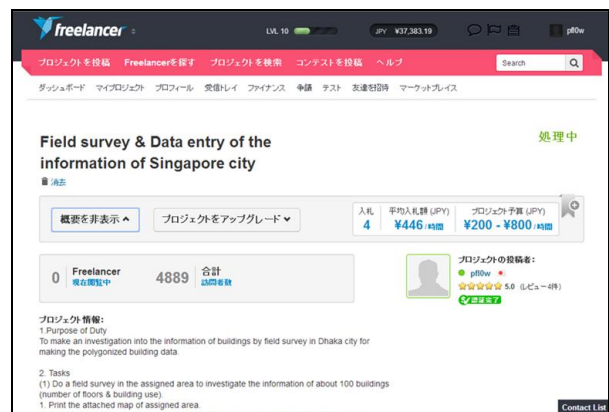 freelancer
LVL 10
JPY ¥37,383.19
pfl0w
プロジェクトを投稿 Freelancerを探す プロジェクトを検索 コンテストを投稿 ヘルプ Search
ダッシュボード マイプロジェクト プロフィール 受信トレイ ファイナンス 争議 テスト 友達を招待 マーケットプレイス
Field survey & Data entry of the
information of Singapore city
処理中
消去
概要を非表示 プロジェクトをアップグレード
入札 平均入札額 (JPY) プロジェクト予算 (JPY)
4 ¥446 /時間 ¥200 - ¥800 /時間
0 Freelancer
現在閲覧中
4889 合計
訪問者数
プロジェクトの投稿者:
pfl0w
5.0 (レビュー4件)
認証完了
プロジェクト情報:
1.Purpose of Duty
To make an investigation into the information of buildings by field survey in Dhaka city for
making the polygonized building data.
2. Tasks
(1) Do a field survey in the assigned area to investigate the information of about 100 buildings
(number of floors & building use).
1. Print the attached map of assigned area.
Contact List